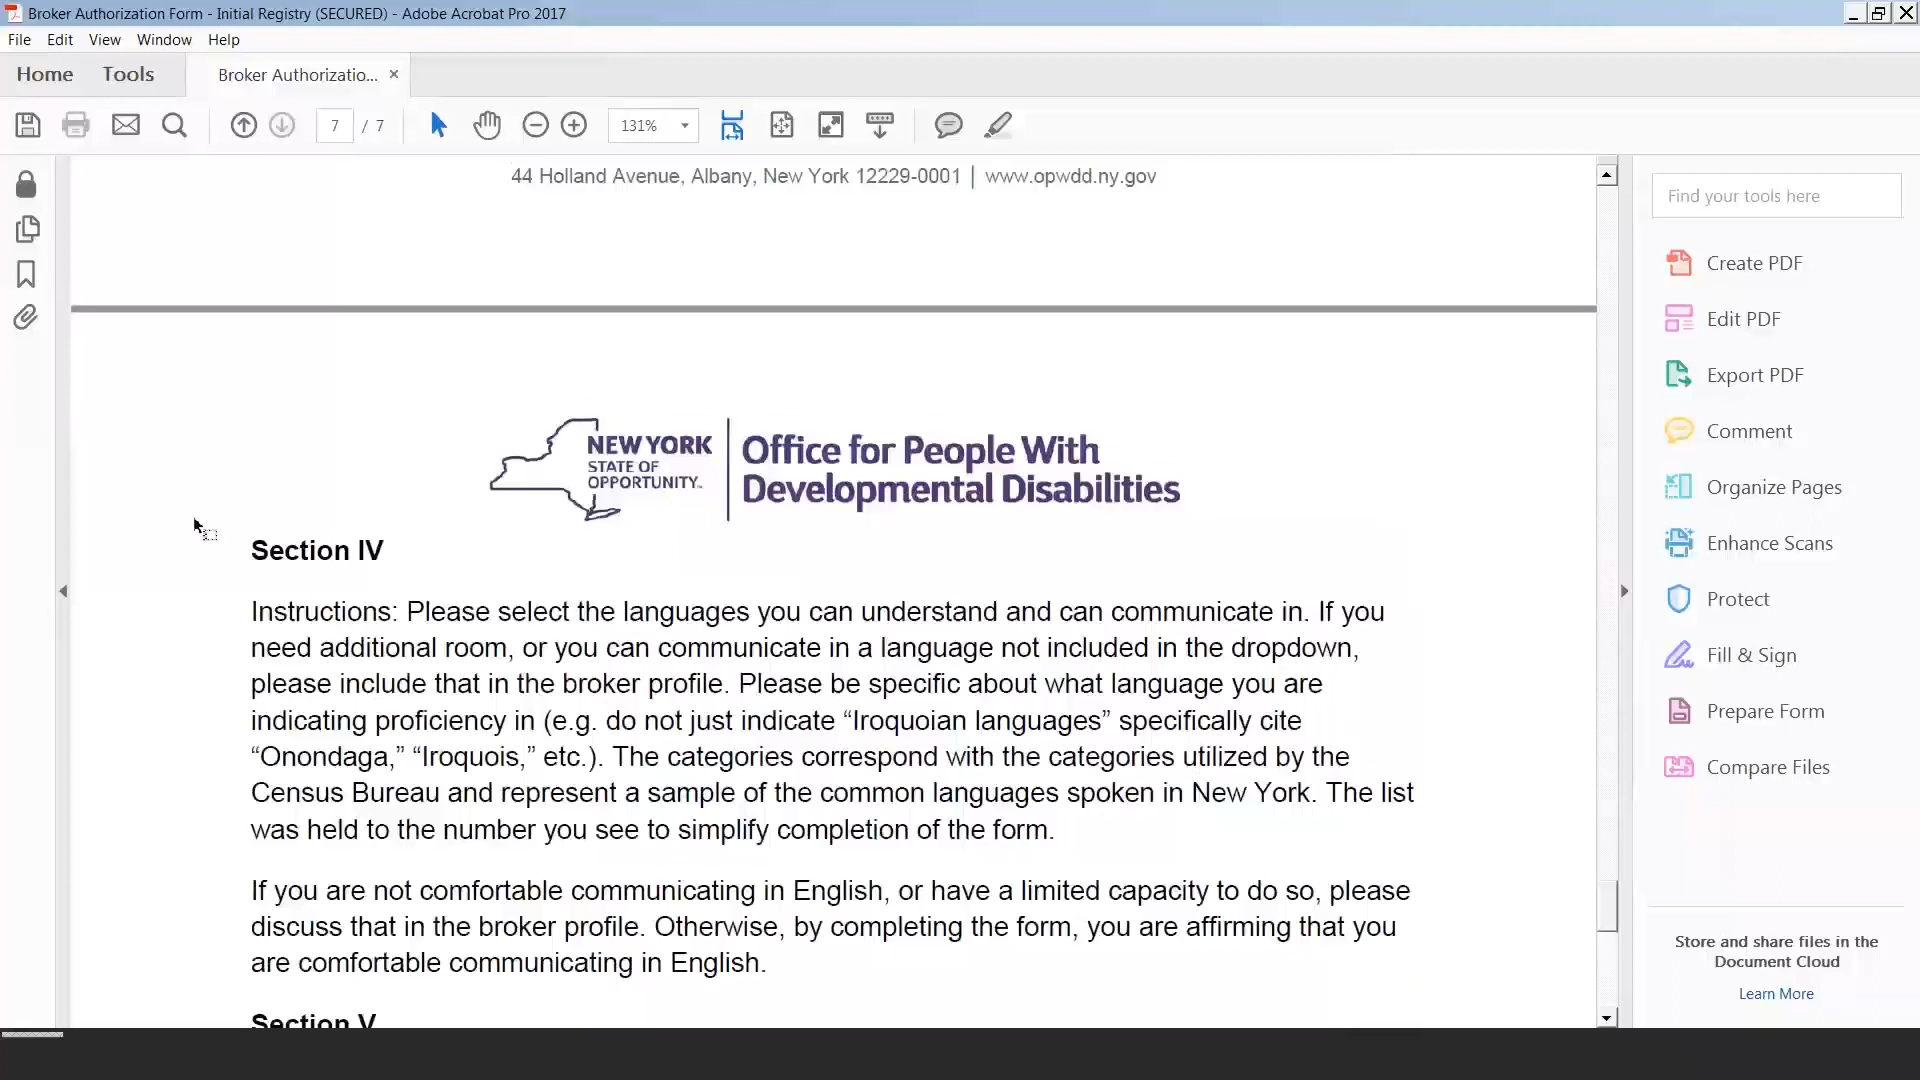 Broker Authorization Form - Initial Registry (SECURED) - Adobe Acrobat Pro 2017
File Edit View Window Help
Home Tools Broker Authorizatio... ×
7 / 7 131%
44 Holland Avenue, Albany, New York 12229-0001 | www.opwdd.ny.gov
NEW YORK
STATE OF
OPPORTUNITY™
Office for People With
Developmental Disabilities
Section IV
Instructions: Please select the languages you can understand and can communicate in. If you
need additional room, or you can communicate in a language not included in the dropdown,
please include that in the broker profile. Please be specific about what language you are
indicating proficiency in (e.g. do not just indicate “Iroquoian languages” specifically cite
“Onondaga,” “Iroquois,” etc.). The categories correspond with the categories utilized by the
Census Bureau and represent a sample of the common languages spoken in New York. The list
was held to the number you see to simplify completion of the form.
If you are not comfortable communicating in English, or have a limited capacity to do so, please
discuss that in the broker profile. Otherwise, by completing the form, you are affirming that you
are comfortable communicating in English.
Section V
Find your tools here
Create PDF
Edit PDF
Export PDF
Comment
Organize Pages
Enhance Scans
Protect
Fill & Sign
Prepare Form
Compare Files
Store and share files in the
Document Cloud
Learn More